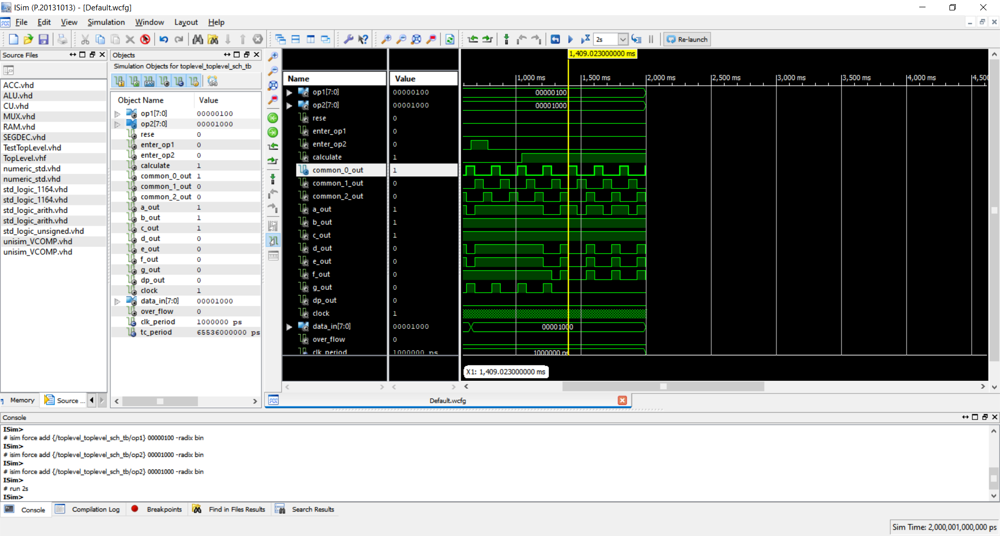 ISim (P.20131013) - [Default.wcfg]
File Edit View Simulation Window Layout Help
2s
Re-launch
Source Files
ACC.vhd
ALU.vhd
CU.vhd
MUX.vhd
RAM.vhd
SEGDEC.vhd
TestTopLevel.vhd
TopLevel.vhf
numeric_std.vhd
numeric_std.vhd
std_logic_1164.vhd
std_logic_1164.vhd
std_logic_arith.vhd
std_logic_arith.vhd
std_logic_unsigned.vhd
unisim_VCOMP.vhd
unisim_VCOMP.vhd
Memory Source ...
Objects
Simulation Objects for toplevel_toplevel_sch_tb
Object Name Value
op1[7:0] 00000100
op2[7:0] 00001000
rese 0
enter_op1 0
enter_op2 0
calculate 1
common_0_out 1
common_1_out 0
common_2_out 0
a_out 1
b_out 1
c_out 1
d_out 0
e_out 0
f_out 0
g_out 0
dp_out 0
clock 1
data_in[7:0] 00001000
over_flow 0
clk_period 1000000 ps
tc_period 65536000000 ps
1,409.023000000 ms
Name Value
1,000 ms 1,500 ms 2,000 ms 2,500 ms 3,000 ms 3,500 ms 4,000 ms 4,500
op1[7:0] 00000100 00000100
op2[7:0] 00001000 00001000
rese 0
enter_op1 0
enter_op2 0
calculate 1
common_0_out 1
common_1_out 0
common_2_out 0
a_out 1
b_out 1
c_out 1
d_out 0
e_out 0
f_out 0
g_out 0
dp_out 0
clock 1
data_in[7:0] 00001000 00001000
over_flow 0
clk_period 1000000 ps 1000000 ps
X1: 1,409.023000000 ms
Default.wcfg
Console
ISim>
# isim force add {/toplevel_toplevel_sch_tb/op1} 00000100 -radix bin
ISim>
# isim force add {/toplevel_toplevel_sch_tb/op2} 00001000 -radix bin
ISim>
# isim force add {/toplevel_toplevel_sch_tb/op2} 00001000 -radix bin
ISim>
# run 2s
ISim>
Console Compilation Log Breakpoints Find in Files Results Search Results
Sim Time: 2,000,001,000,000 ps